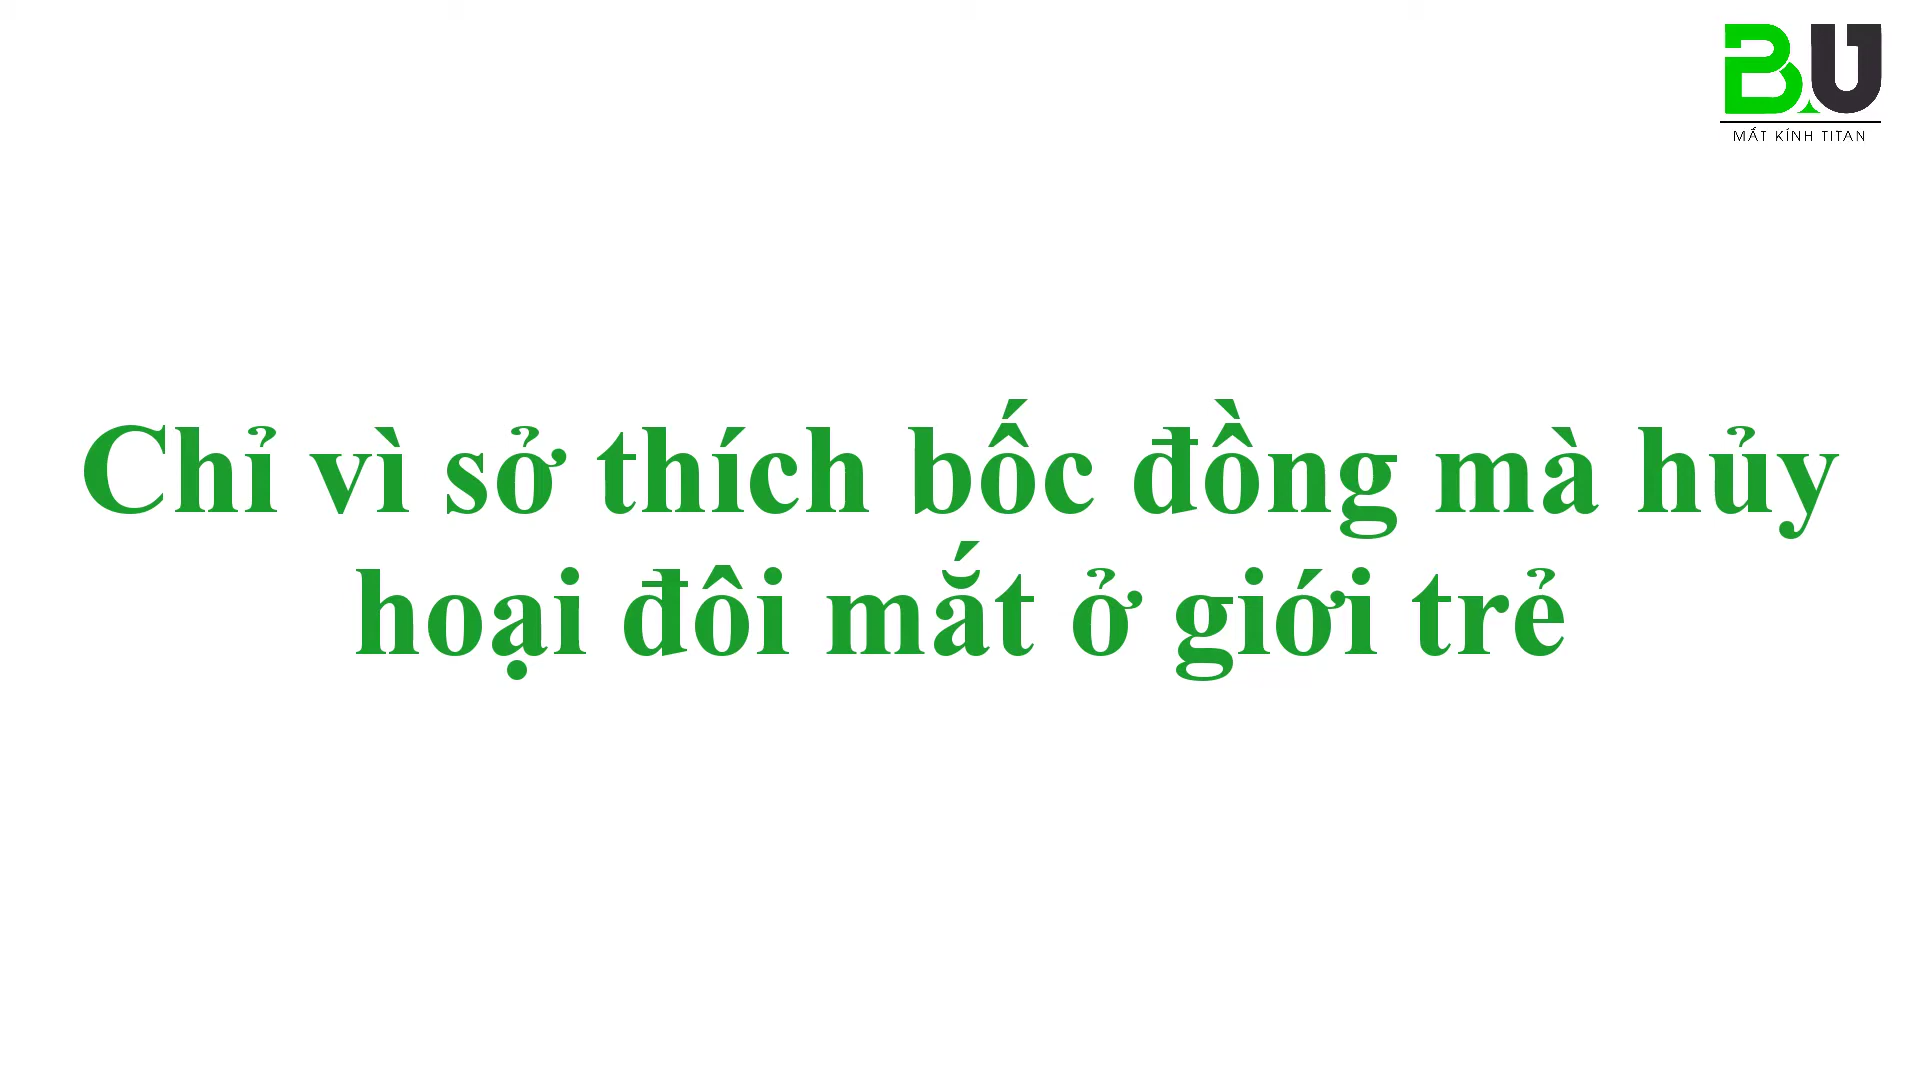 BU
MẮT KÍNH TITAN
Chỉ vì sở thích bốc đồng mà hủy
hoại đôi mắt ở giới trẻ